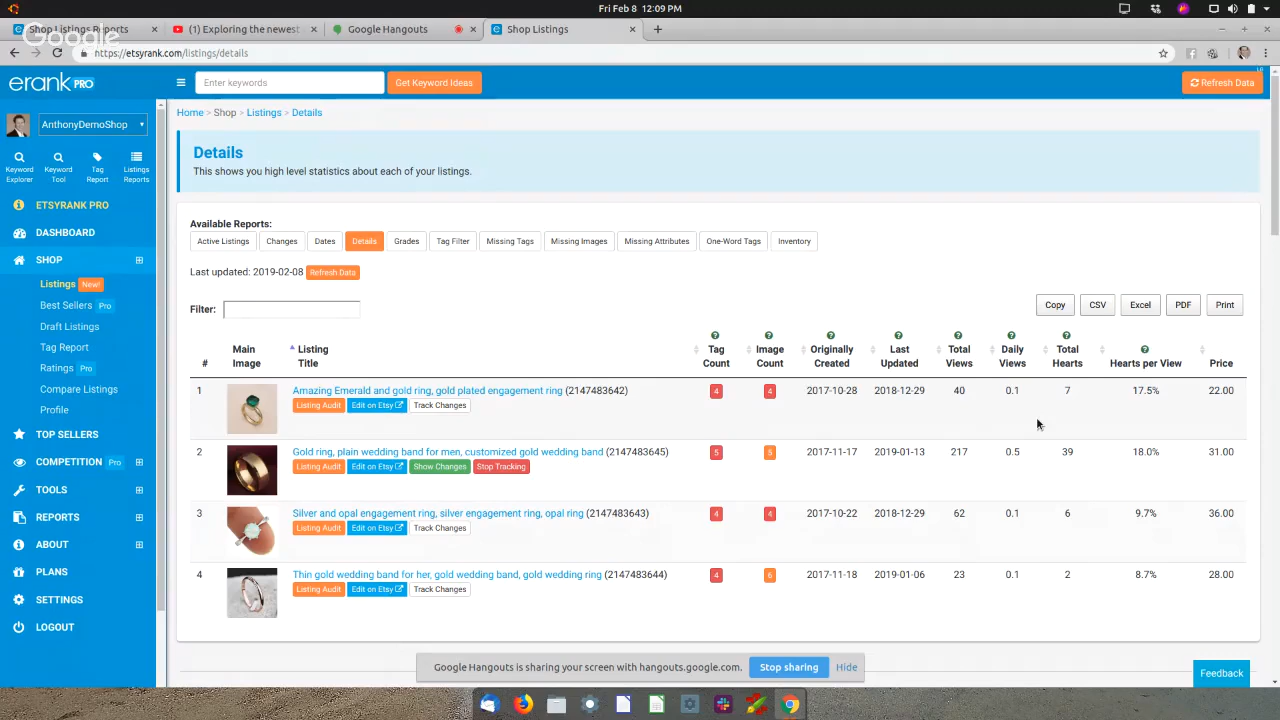 Fri Feb 8 12:09 PM
Shop Listings Reports
(1) Exploring the newest
Google Hangouts
Shop Listings
Google
https://etsyrank.com/listings/details
erank PRO
Enter keywords
Get Keyword Ideas
Refresh Data
AnthonyDemoShop
Keyword Explorer
Keyword Tool
Tag Report
Listings Reports
ETSYRANK PRO
DASHBOARD
SHOP
Listings New!
Best Sellers Pro
Draft Listings
Tag Report
Ratings Pro
Compare Listings
Profile
TOP SELLERS
COMPETITION Pro
TOOLS
REPORTS
ABOUT
PLANS
SETTINGS
LOGOUT
Home > Shop > Listings > Details
Details
This shows you high level statistics about each of your listings.
Available Reports:
Active Listings Changes Dates Details Grades Tag Filter Missing Tags Missing Images Missing Attributes One-Word Tags Inventory
Last updated: 2019-02-08 Refresh Data
Filter:
Copy CSV Excel PDF Print
# Main Image Listing Title Tag Count Image Count Originally Created Last Updated Total Views Daily Views Total Hearts Hearts per View Price
1 Amazing Emerald and gold ring, gold plated engagement ring (2147483642) 4 4 2017-10-28 2018-12-29 40 0.1 7 17.5% 22.00
Listing Audit Edit on Etsy Track Changes
2 Gold ring, plain wedding band for men, customized gold wedding band (2147483645) 5 5 2017-11-17 2019-01-13 217 0.5 39 18.0% 31.00
Listing Audit Edit on Etsy Show Changes Stop Tracking
3 Silver and opal engagement ring, silver engagement ring, opal ring (2147483643) 4 4 2017-10-22 2018-12-29 62 0.1 6 9.7% 36.00
Listing Audit Edit on Etsy Track Changes
4 Thin gold wedding band for her, gold wedding band, gold wedding ring (2147483644) 4 6 2017-11-18 2019-01-06 23 0.1 2 8.7% 28.00
Listing Audit Edit on Etsy Track Changes
Google Hangouts is sharing your screen with hangouts.google.com. Stop sharing Hide
Feedback